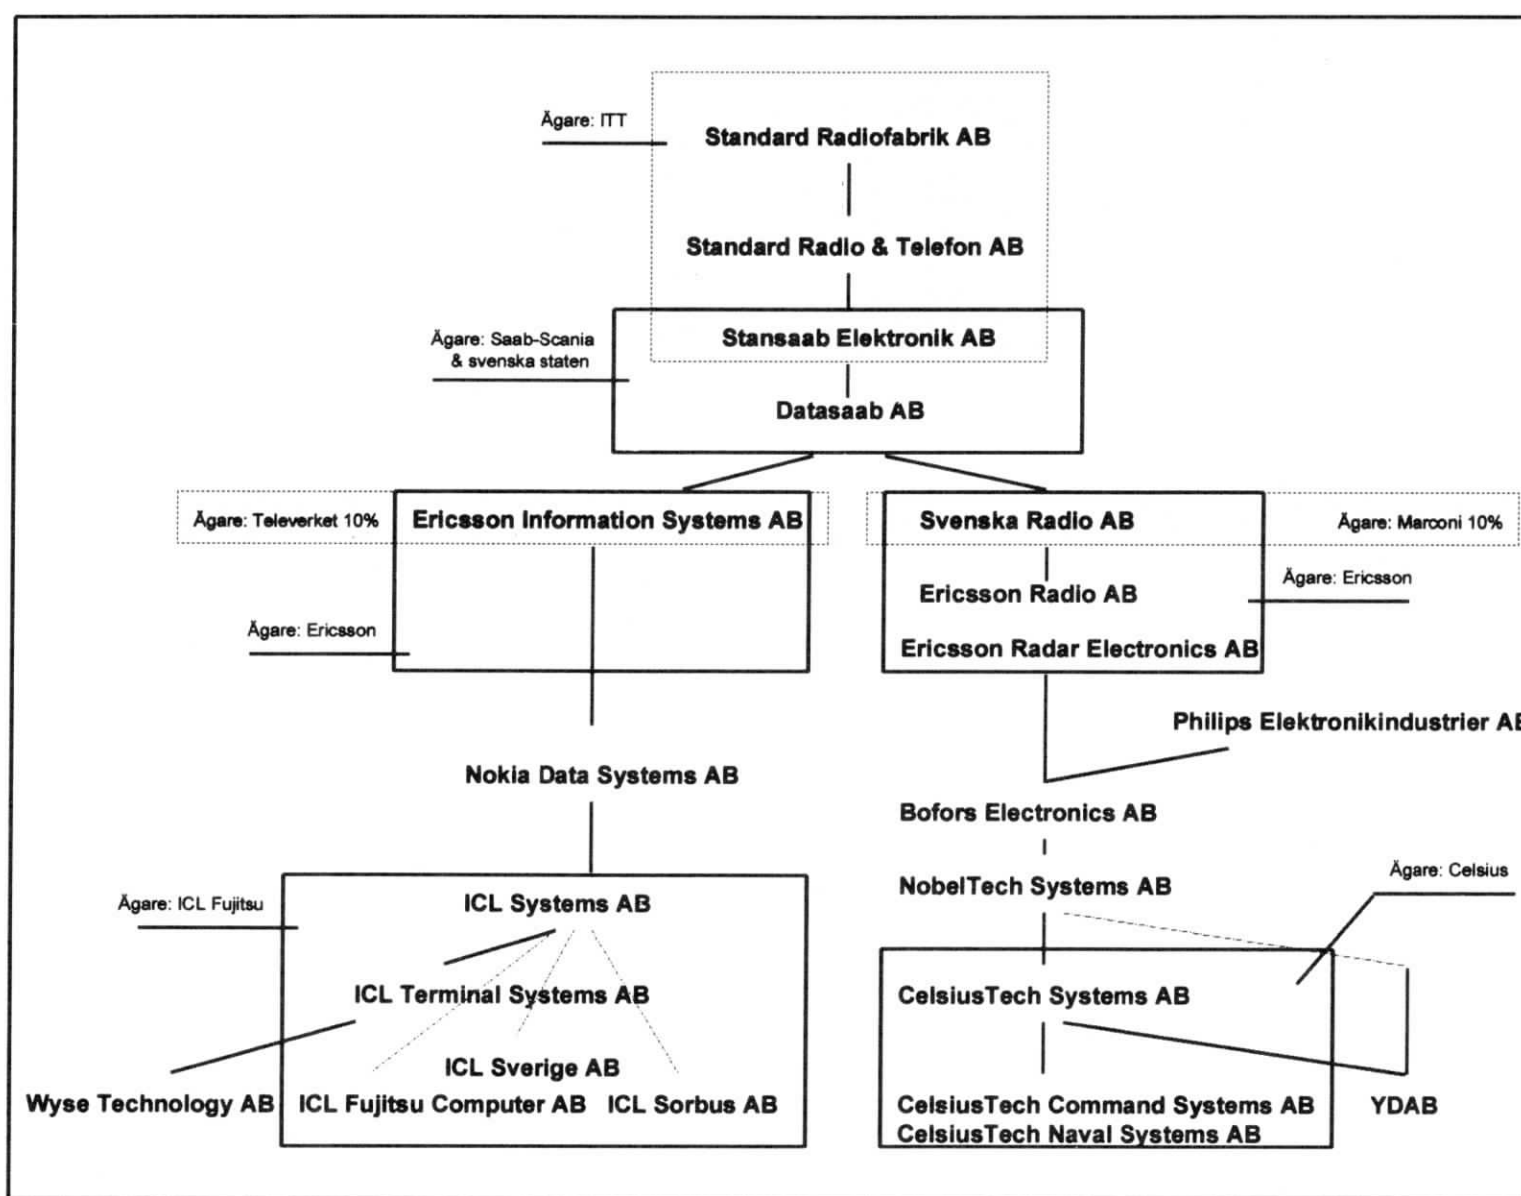 Ägare: ITT
Standard Radiofabrik AB
Standard Radio & Telefon AB
Ägare: Saab-Scania
& svenska staten
Stansaab Elektronik AB
Datasaab AB
Ägare: Televerket 10%
Ericsson Information Systems AB
Svenska Radio AB
Ägare: Marconi 10%
Ericsson Radio AB
Ägare: Ericsson
Ägare: Ericsson
Ericsson Radar Electronics AB
Philips Elektronikindustrier AB
Nokia Data Systems AB
Bofors Electronics AB
NobelTech Systems AB
Ägare: Celsius
Ägare: ICL Fujitsu
ICL Systems AB
ICL Terminal Systems AB
CelsiusTech Systems AB
ICL Sverige AB
Wyse Technology AB
ICL Fujitsu Computer AB
ICL Sorbus AB
CelsiusTech Command Systems AB
YDAB
CelsiusTech Naval Systems AB